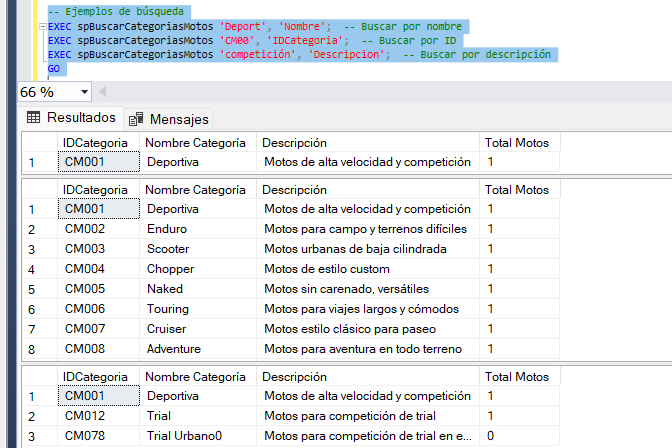 -- Ejemplos de búsqueda
EXEC spBuscarCategoriasMotos 'Deport', 'Nombre';  -- Buscar por nombre
EXEC spBuscarCategoriasMotos 'CM00', 'IDCategoria';  -- Buscar por ID
EXEC spBuscarCategoriasMotos 'competición', 'Descripcion';  -- Buscar por descripción
GO
66 %
Resultados Mensajes
IDCategoria Nombre Categoría Descripción Total Motos
1 CM001 Deportiva Motos de alta velocidad y competición 1
IDCategoria Nombre Categoría Descripción Total Motos
1 CM001 Deportiva Motos de alta velocidad y competición 1
2 CM002 Enduro Motos para campo y terrenos difíciles 1
3 CM003 Scooter Motos urbanas de baja cilindrada 1
4 CM004 Chopper Motos de estilo custom 1
5 CM005 Naked Motos sin carenado, versátiles 1
6 CM006 Touring Motos para viajes largos y cómodos 1
7 CM007 Cruiser Motos estilo clásico para paseo 1
8 CM008 Adventure Motos para aventura en todo terreno 1
IDCategoria Nombre Categoría Descripción Total Motos
1 CM001 Deportiva Motos de alta velocidad y competición 1
2 CM012 Trial Motos para competición de trial 1
3 CM078 Trial Urbano0 Motos para competición de trial en e... 0